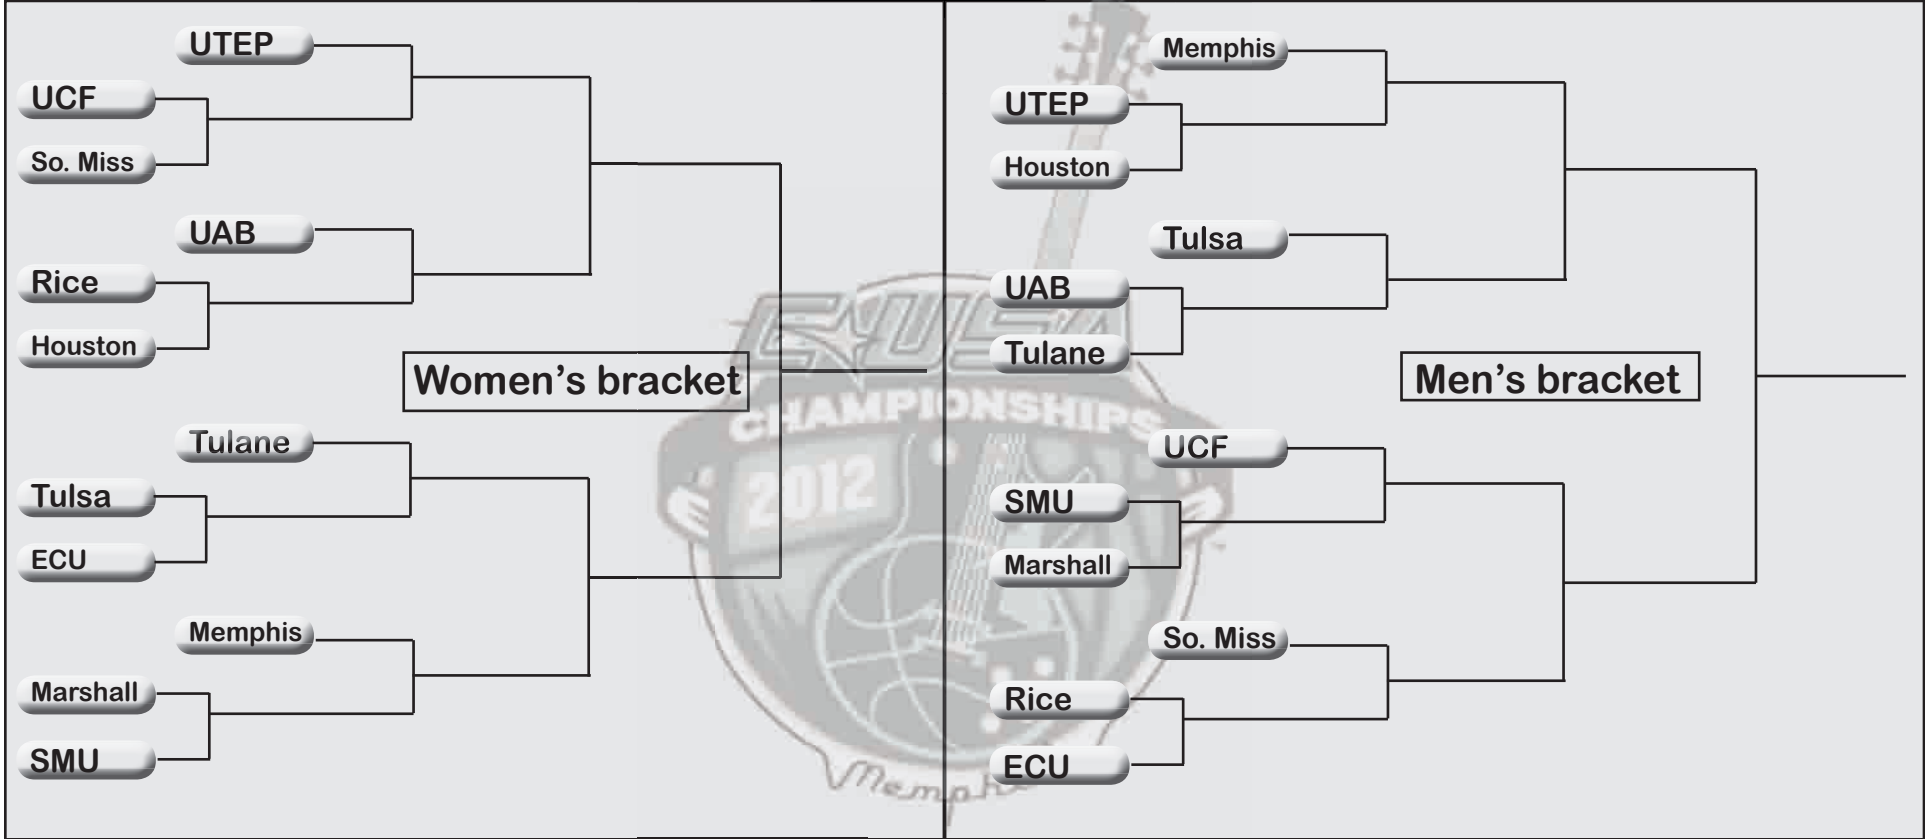 UTEP
UCF
So. Miss
UAB
Rice
Houston
Women's bracket
Tulane
Tulsa
ECU
Memphis
Marshall
SMU
Memphis
UTEP
Houston
Tulsa
UAB
Tulane
Men's bracket
UCF
SMU
Marshall
So. Miss
Rice
ECU
C USA
CHAMPIONSHIPS
2012